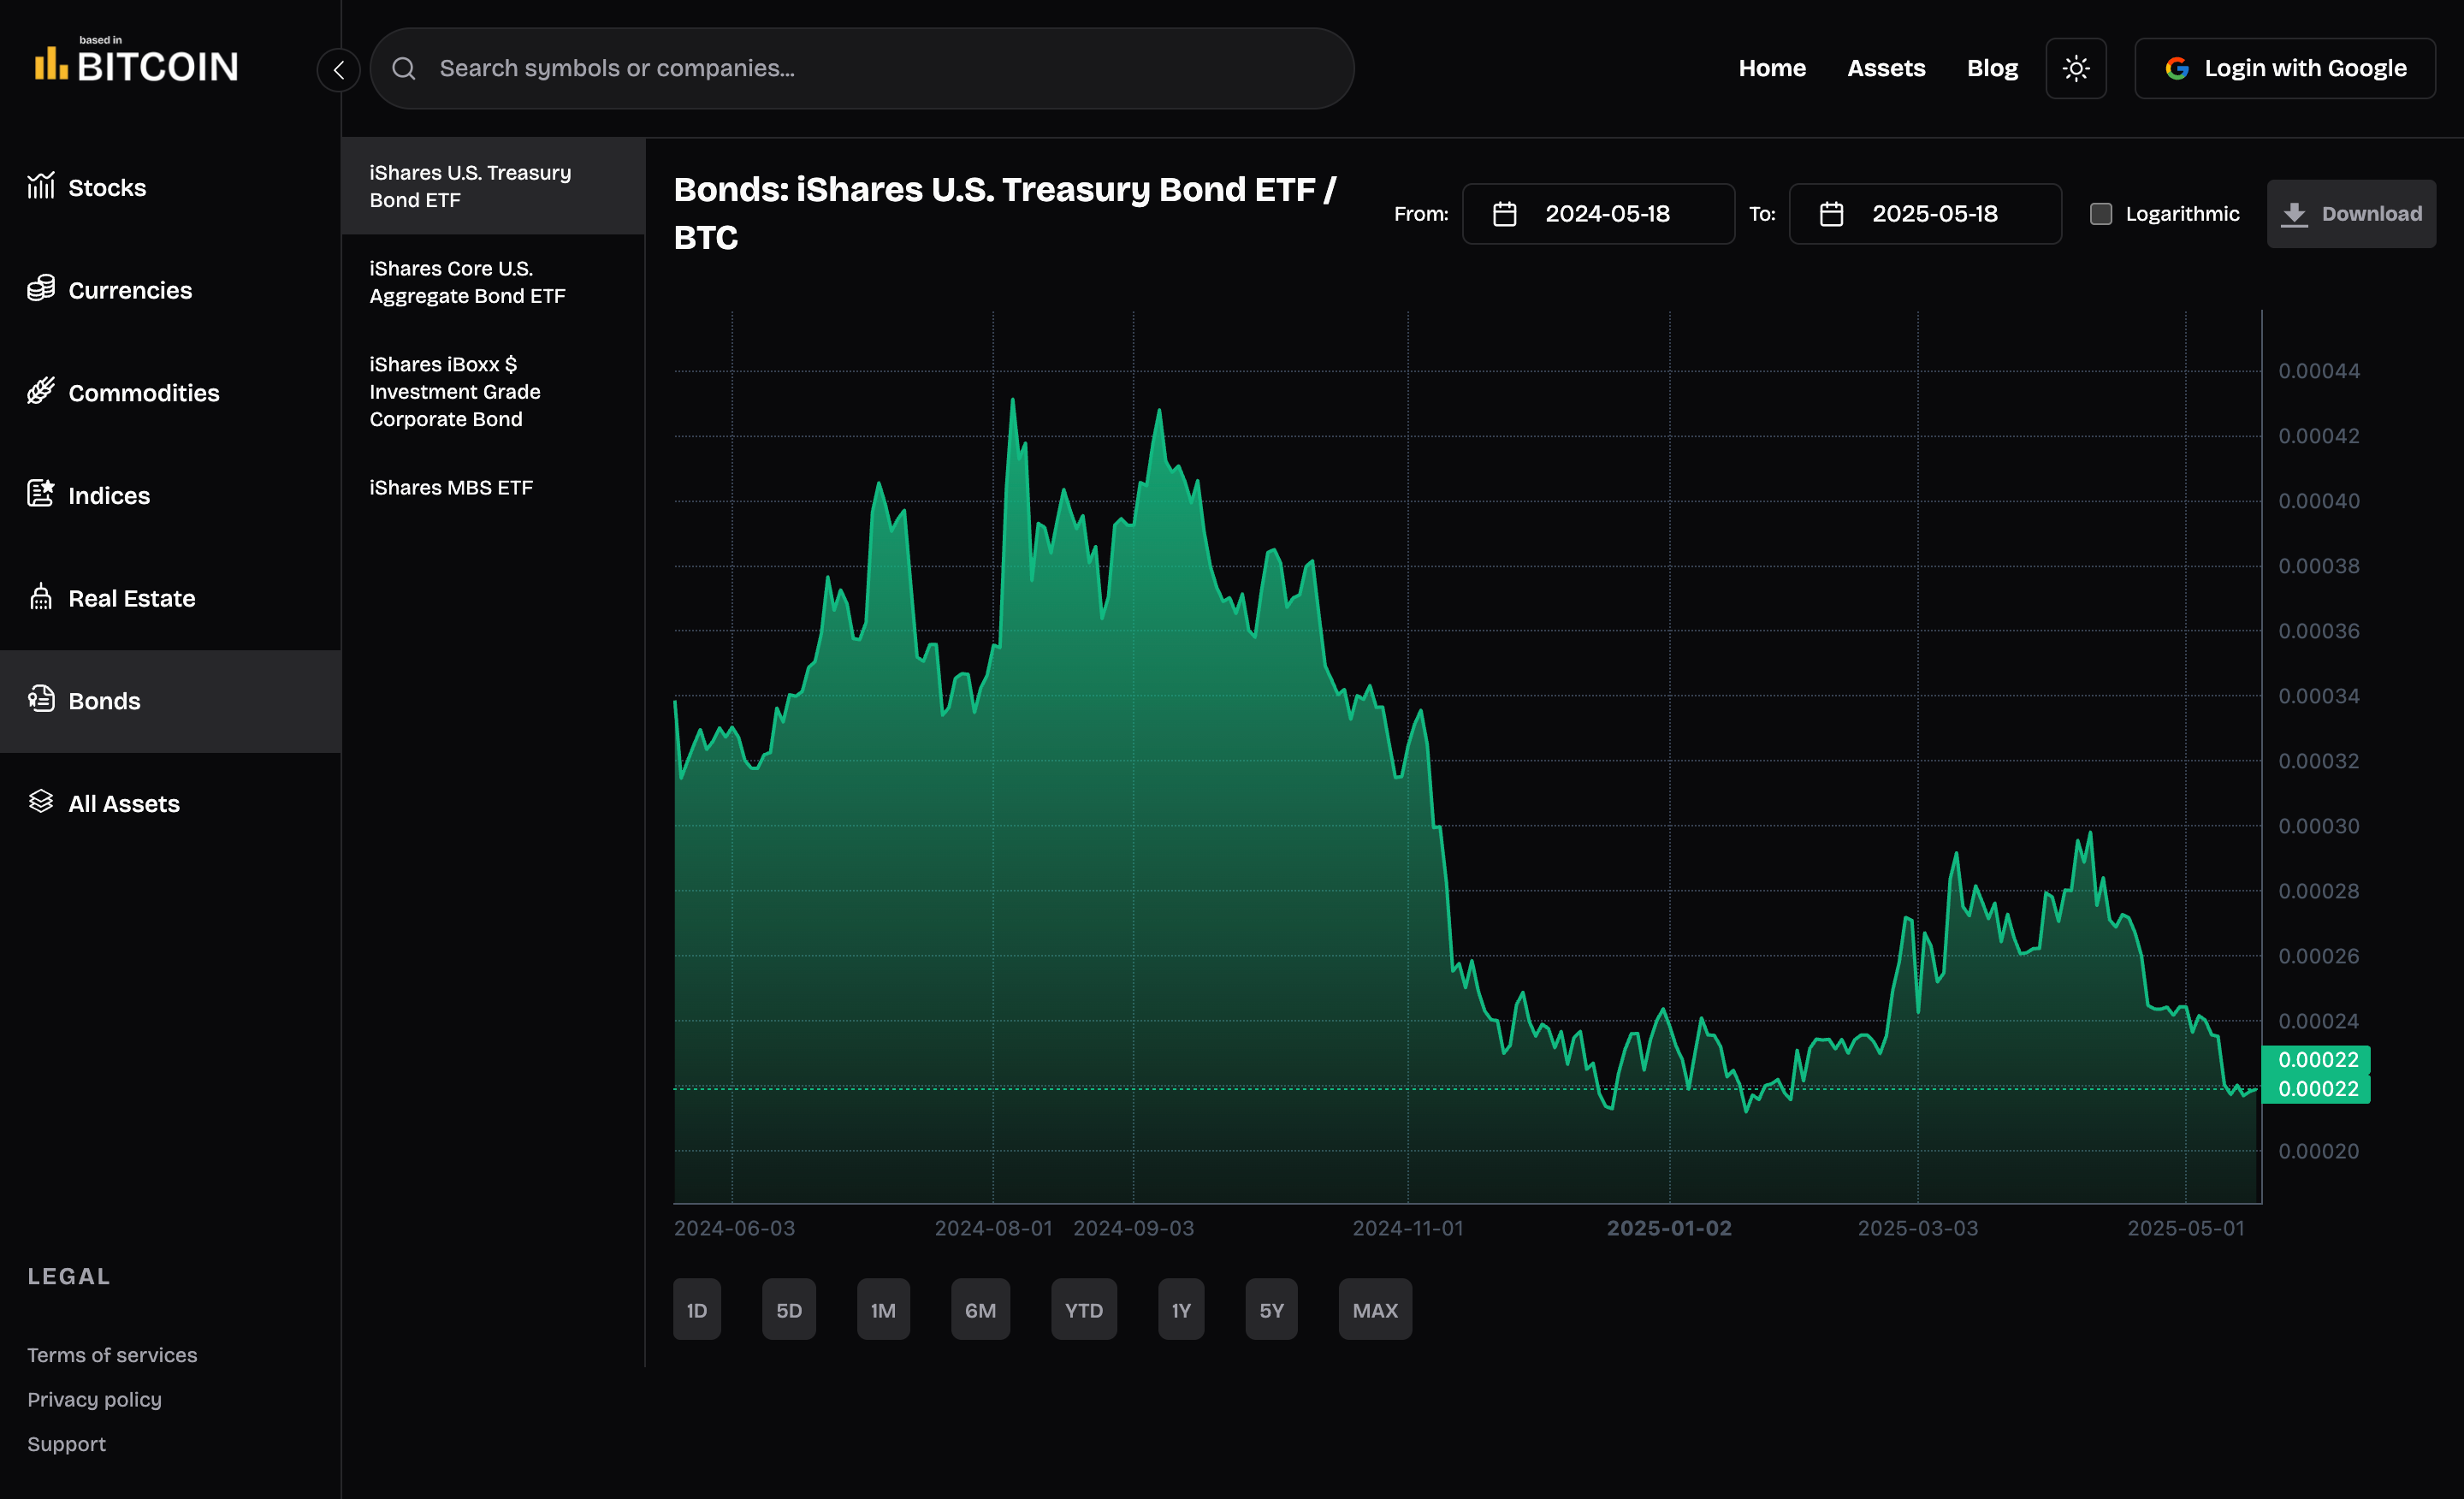 based in
BITCOIN
Search symbols or companies...
Home
Assets
Blog
Login with Google
Stocks
Currencies
Commodities
Indices
Real Estate
Bonds
All Assets
LEGAL
Terms of services
Privacy policy
Support
iShares U.S. Treasury
Bond ETF
iShares Core U.S.
Aggregate Bond ETF
iShares iBoxx $
Investment Grade
Corporate Bond
iShares MBS ETF
Bonds: iShares U.S. Treasury Bond ETF /
BTC
From:
2024-05-18
To:
2025-05-18
Logarithmic
Download
0.00044
0.00042
0.00040
0.00038
0.00036
0.00034
0.00032
0.00030
0.00028
0.00026
0.00024
0.00022
0.00022
0.00020
2024-06-03
2024-08-01
2024-09-03
2024-11-01
2025-01-02
2025-03-03
2025-05-01
1D
5D
1M
6M
YTD
1Y
5Y
MAX